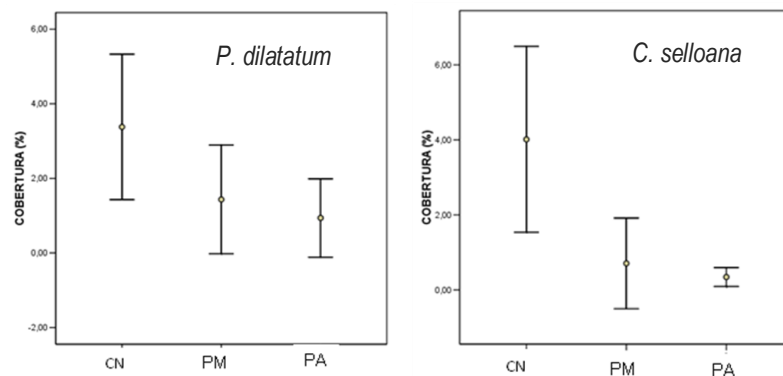 P. dilatatum
COBERTURA (%)
6,00
4,00
2,00
0,00
-2,00
CN
PM
PA
C. selloana
COBERTURA (%)
6,00
4,00
2,00
0,00
CN
PM
PA